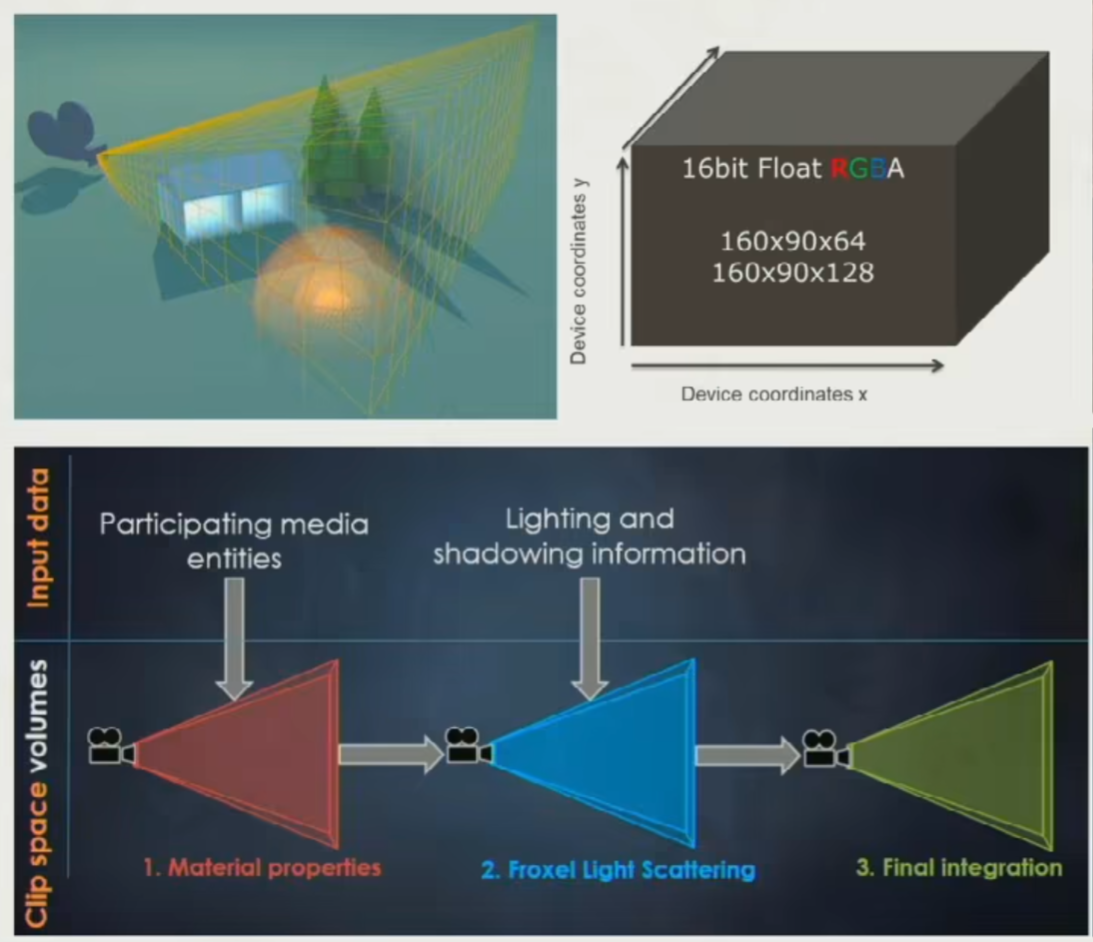 16bit Float RGBA
160x90x64
160x90x128
Device coordinates y
Device coordinates x
Input data
Participating media
entities
Lighting and
shadowing information
Clip space volumes
1. Material properties
2. Froxel Light Scattering
3. Final integration